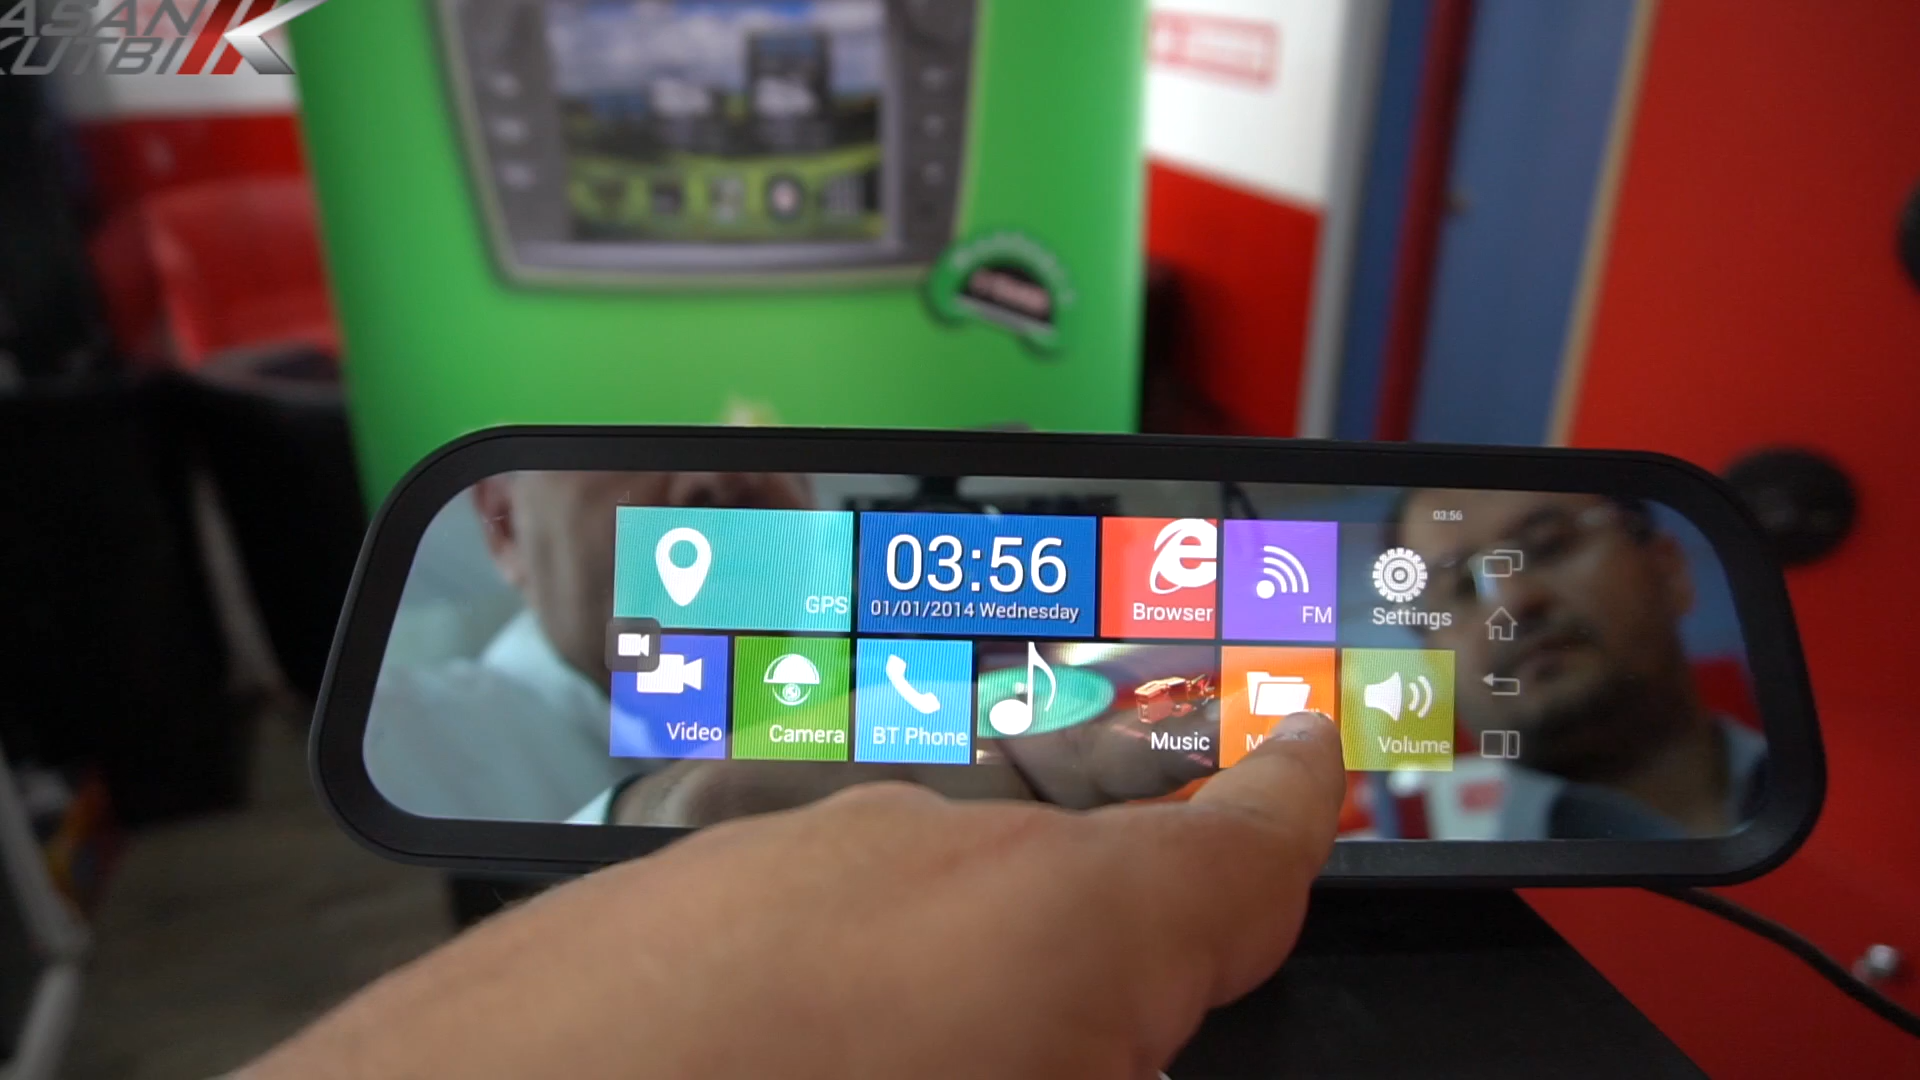 ASAN
KUTBI
03:56
GPS
03:56
01/01/2014 Wednesday
Browser
FM
Settings
Video
Camera
BT Phone
Music
Volume